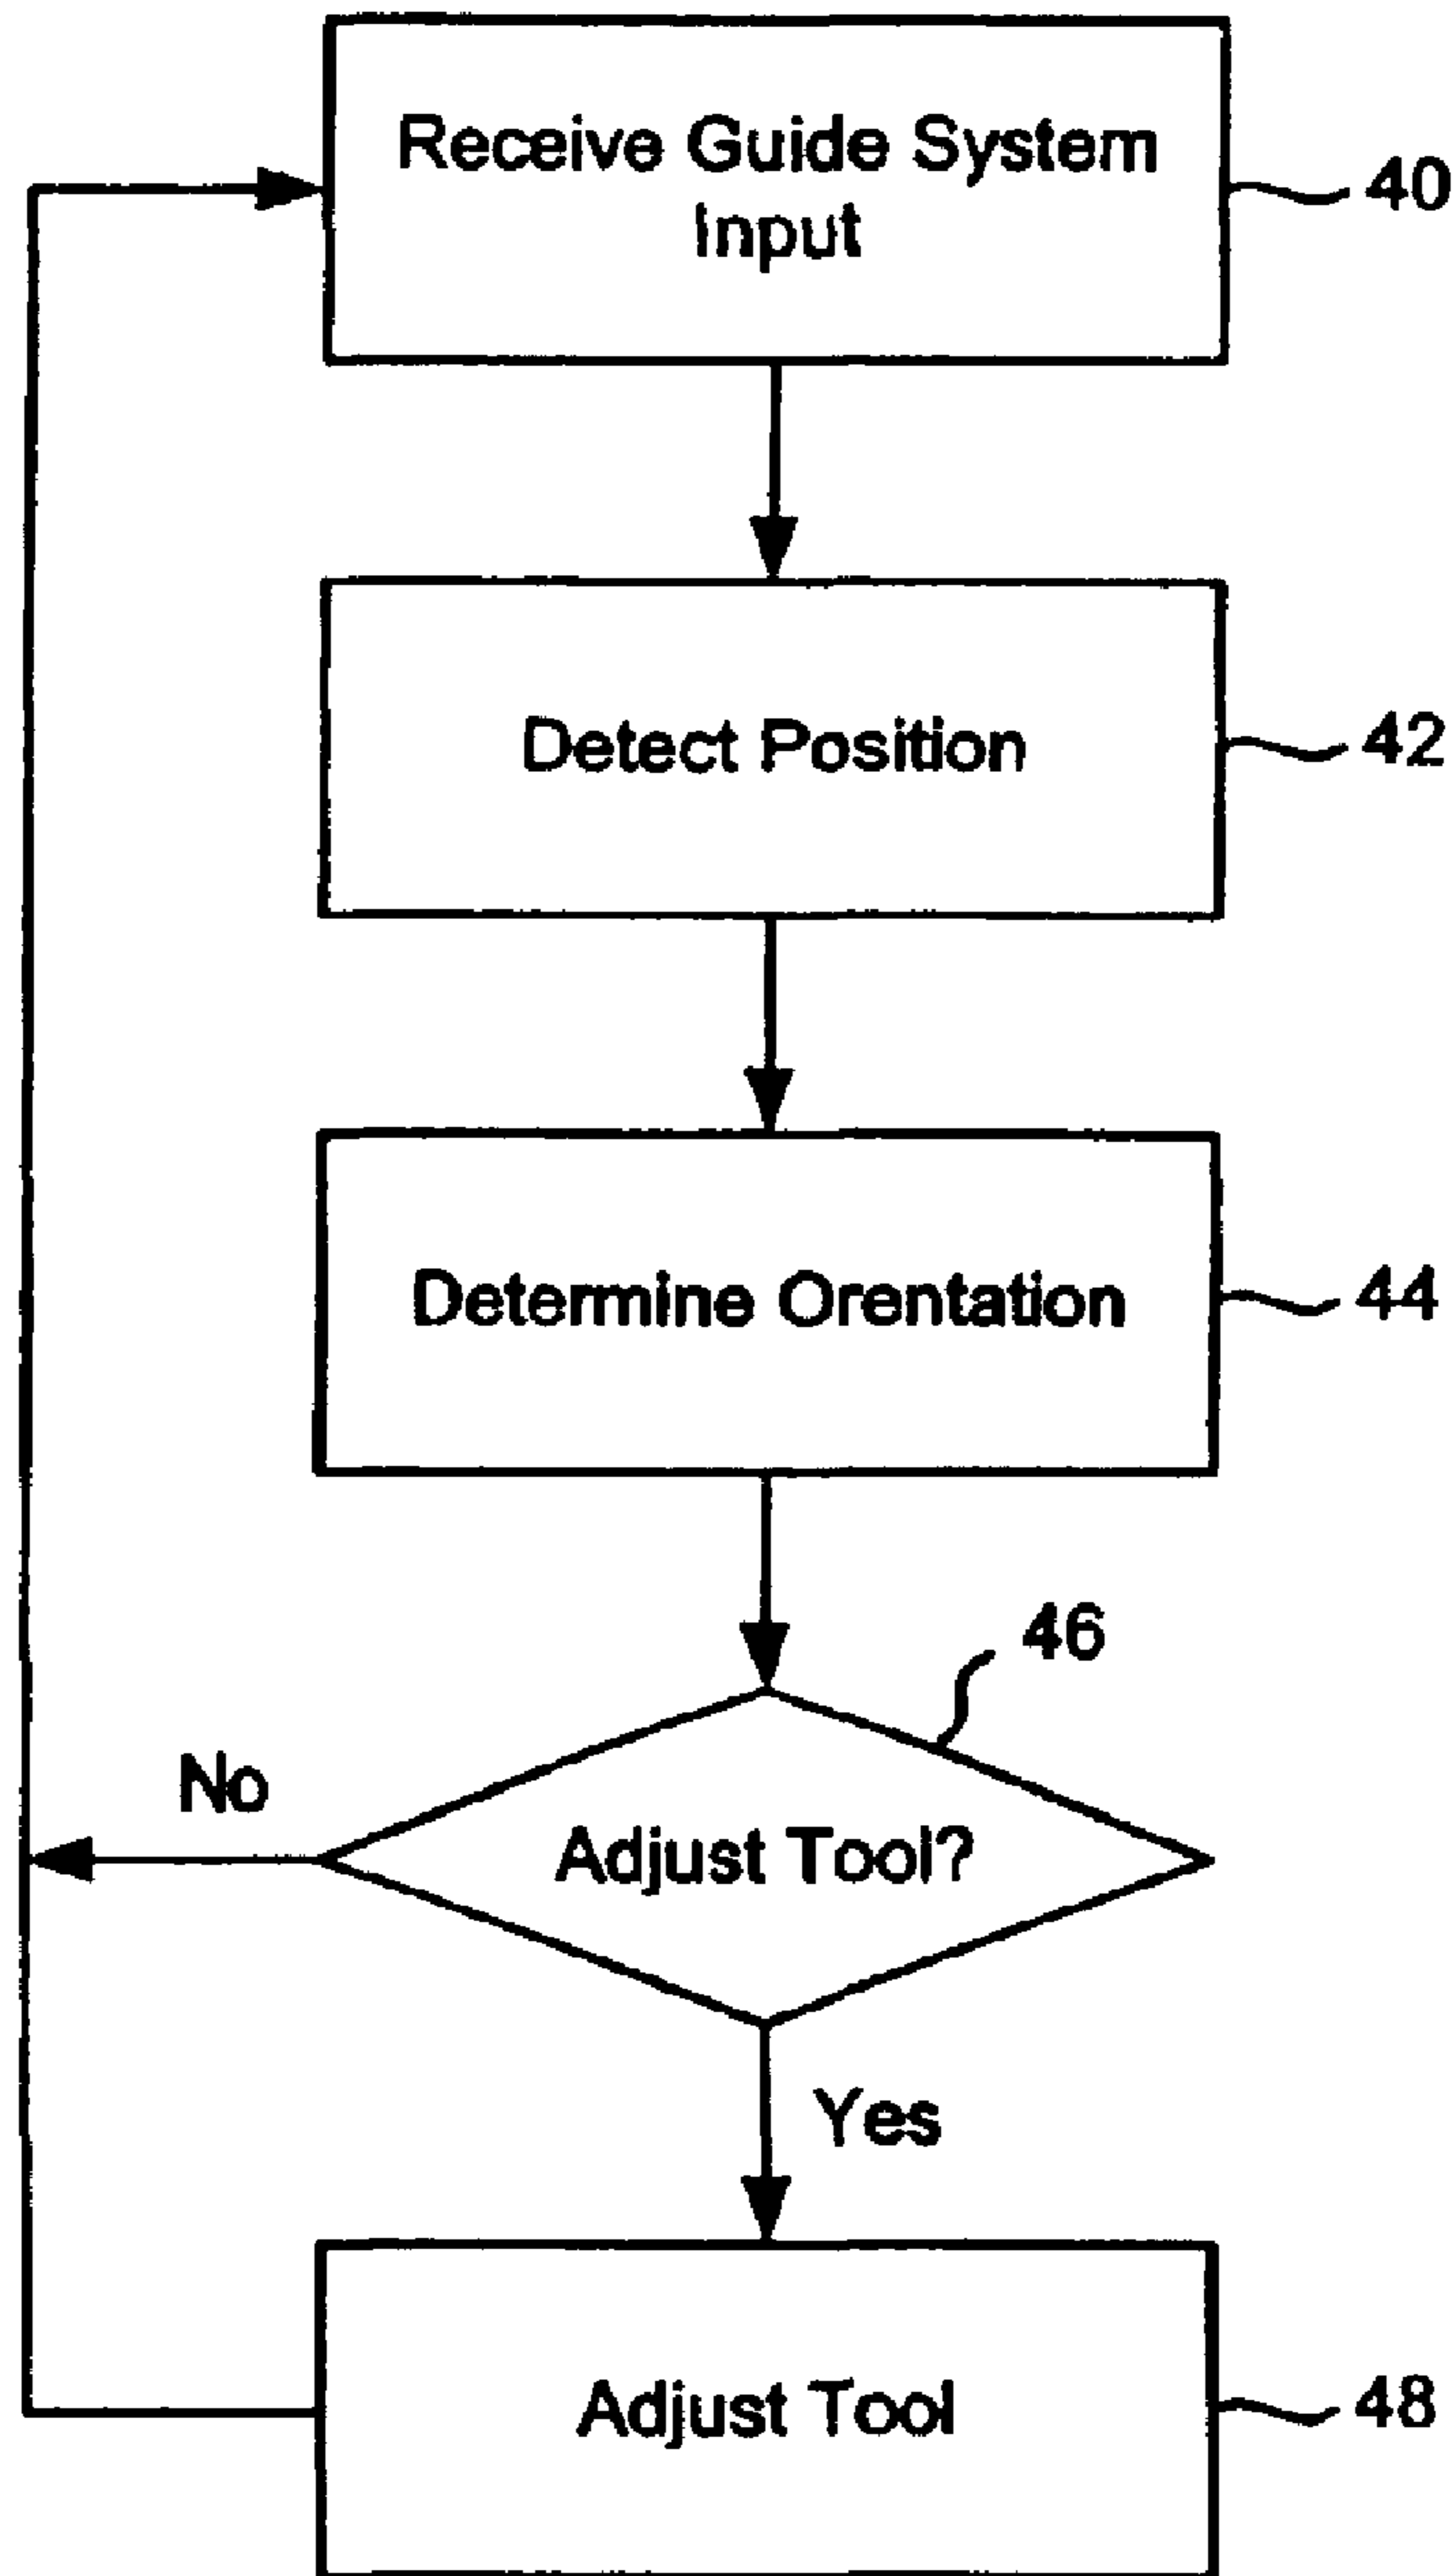 Receive Guide System
Input
40
Detect Position
42
Determine Orentation
44
46
No
Adjust Tool?
Yes
Adjust Tool
48